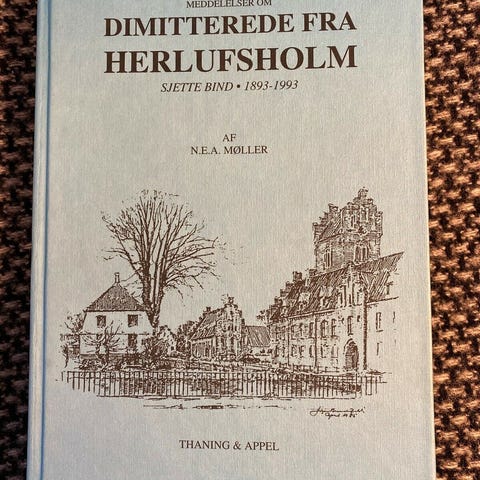 MEDDELELSER OM
DIMITTEREDE FRA
HERLUFSHOLM
SJETTE BIND • 1893-1993
AF
N.E.A. MØLLER
THANING & APPEL